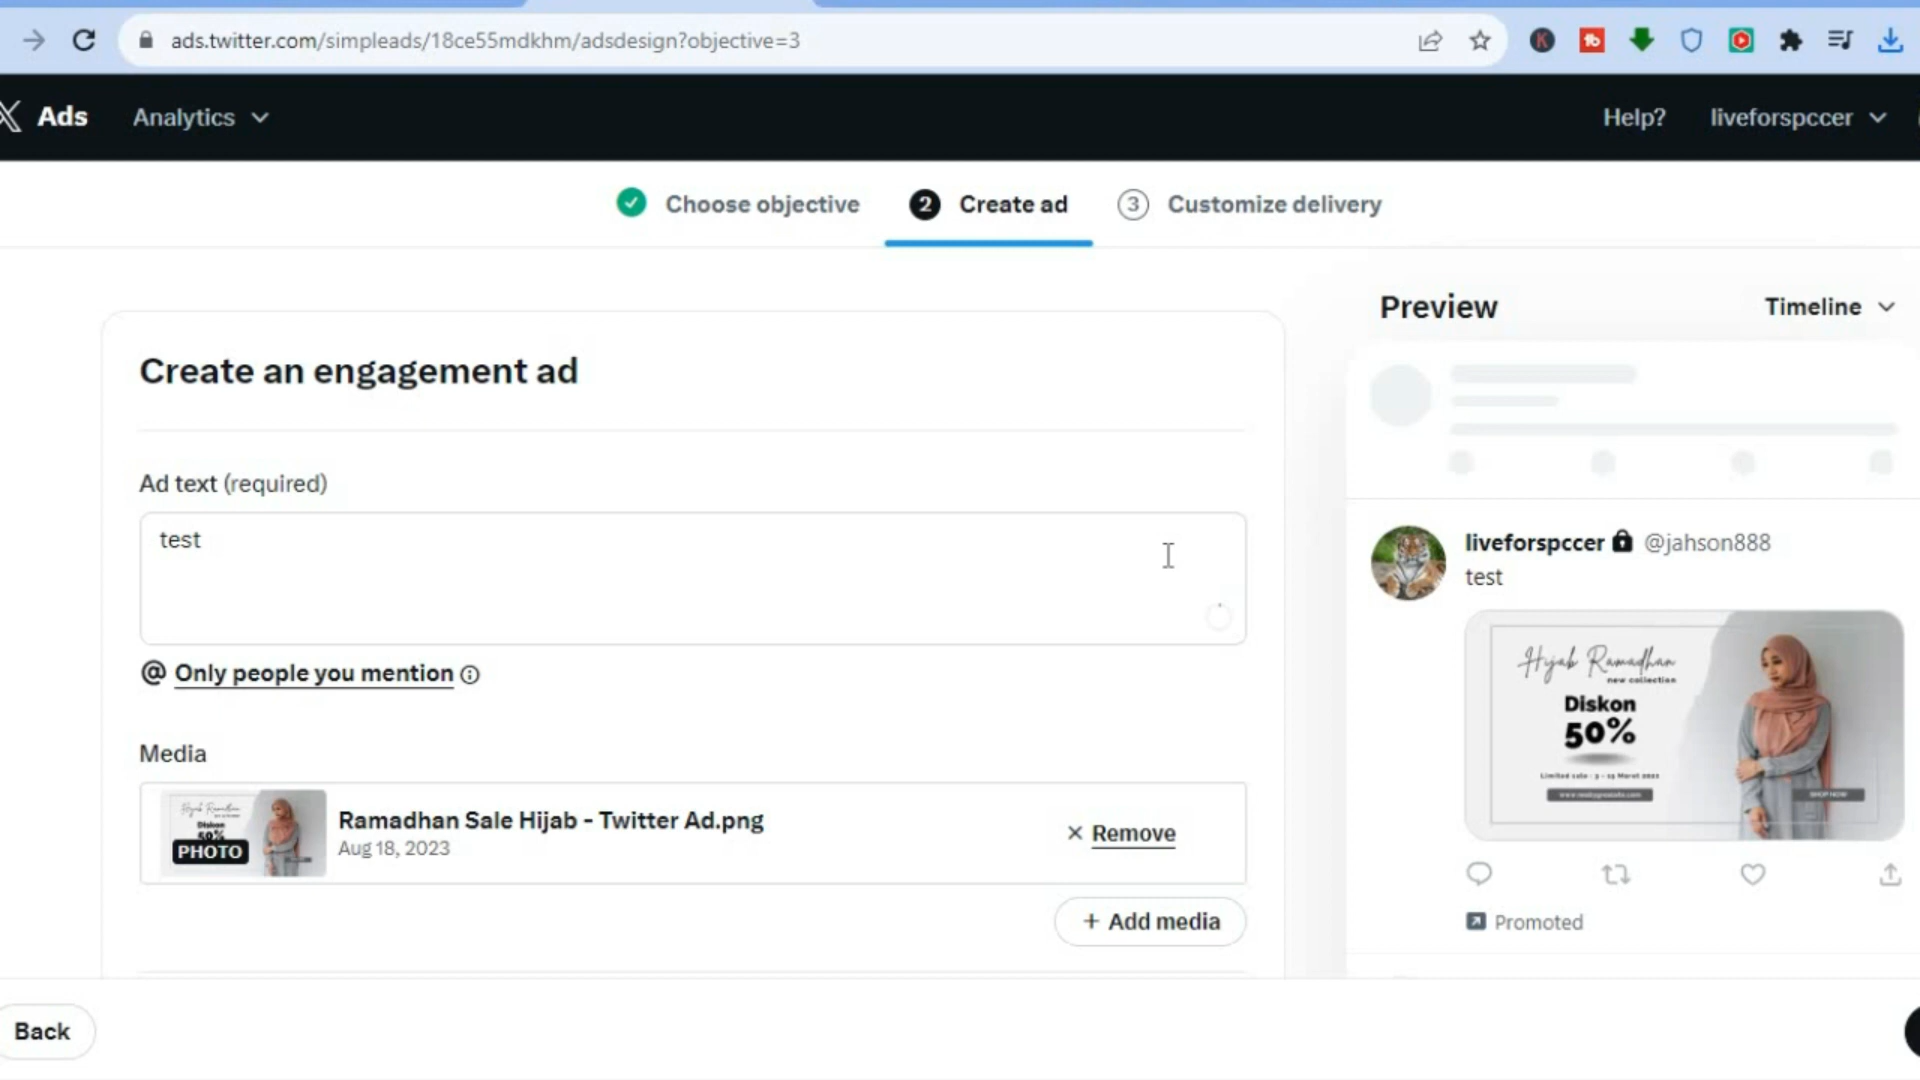 ads.twitter.com/simpleads/18ce55mdkhm/adsdesign?objective=3
X Ads Analytics Help? liveforspccer
Choose objective 2 Create ad 3 Customize delivery
Preview Timeline
Create an engagement ad
Ad text (required)
test
@ Only people you mention
Media
PHOTO
Ramadhan Sale Hijab - Twitter Ad.png
Aug 18, 2023
× Remove
+ Add media
liveforspccer @jahson888
test
Hijab Ramadhan
new collection
Diskon
50%
SHOP NOW
Promoted
Back